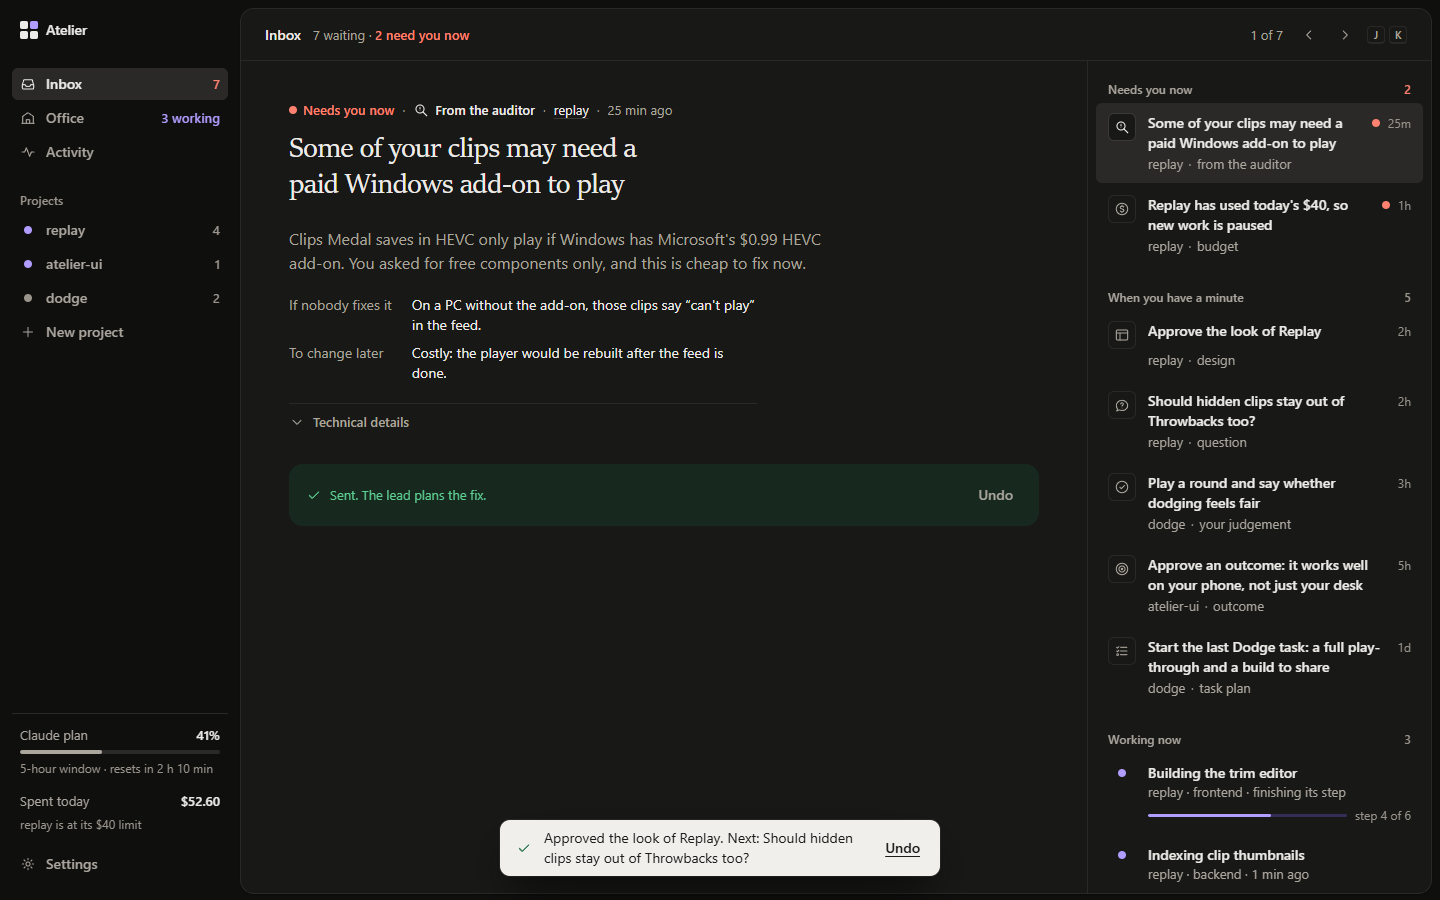 Atelier
Inbox 7
Office 3 working
Activity
Projects
replay 4
atelier-ui 1
dodge 2
New project
Claude plan 41%
5-hour window · resets in 2 h 10 min
Spent today $52.60
replay is at its $40 limit
Settings
Inbox 7 waiting · 2 need you now
1 of 7 J K
Needs you now · From the auditor · replay · 25 min ago
Some of your clips may need a
paid Windows add-on to play
Clips Medal saves in HEVC only play if Windows has Microsoft's $0.99 HEVC
add-on. You asked for free components only, and this is cheap to fix now.
If nobody fixes it On a PC without the add-on, those clips say “can't play”
in the feed.
To change later Costly: the player would be rebuilt after the feed is
done.
Technical details
Sent. The lead plans the fix. Undo
Approved the look of Replay. Next: Should hidden
clips stay out of Throwbacks too?
Undo
Needs you now 2
Some of your clips may need a 25m
paid Windows add-on to play
replay · from the auditor
Replay has used today's $40, so 1h
new work is paused
replay · budget
When you have a minute 5
Approve the look of Replay 2h
replay · design
Should hidden clips stay out of 2h
Throwbacks too?
replay · question
Play a round and say whether 3h
dodging feels fair
dodge · your judgement
Approve an outcome: it works well 5h
on your phone, not just your desk
atelier-ui · outcome
Start the last Dodge task: a full play- 1d
through and a build to share
dodge · task plan
Working now 3
Building the trim editor
replay · frontend · finishing its step
step 4 of 6
Indexing clip thumbnails
replay · backend · 1 min ago